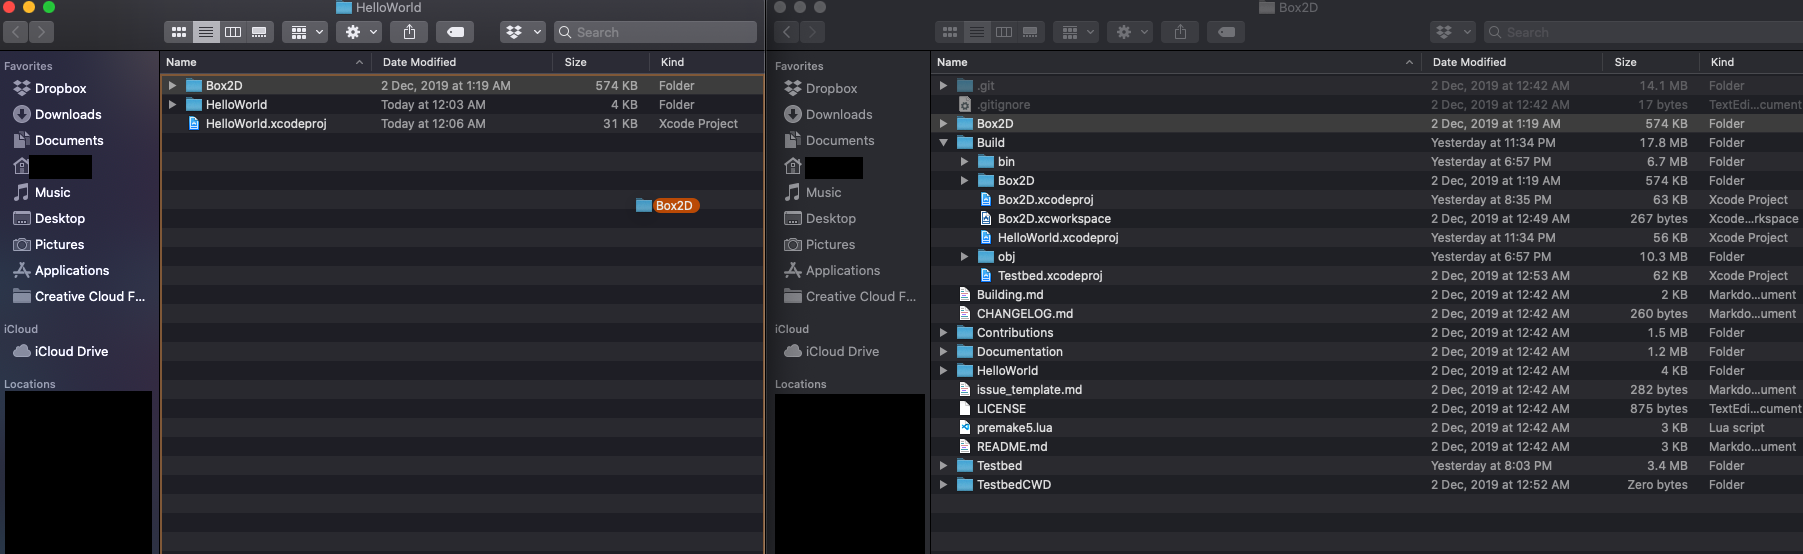 HelloWorld
Search
Favorites
Dropbox
Downloads
Documents
Music
Desktop
Pictures
Applications
Creative Cloud F...
iCloud
iCloud Drive
Locations
Name Date Modified Size Kind
Box2D 2 Dec, 2019 at 1:19 AM 574 KB Folder
HelloWorld Today at 12:03 AM 4 KB Folder
HelloWorld.xcodeproj Today at 12:06 AM 31 KB Xcode Project
Box2D
Box2D
Search
Favorites
Dropbox
Downloads
Documents
Music
Desktop
Pictures
Applications
Creative Cloud F...
iCloud
iCloud Drive
Locations
Name Date Modified Size Kind
.git 2 Dec, 2019 at 12:42 AM 14.1 MB Folder
.gitignore 2 Dec, 2019 at 12:42 AM 17 bytes TextEdi...cument
Box2D 2 Dec, 2019 at 1:19 AM 574 KB Folder
Build Yesterday at 11:34 PM 17.8 MB Folder
bin Yesterday at 6:57 PM 6.7 MB Folder
Box2D 2 Dec, 2019 at 1:19 AM 574 KB Folder
Box2D.xcodeproj Yesterday at 8:35 PM 63 KB Xcode Project
Box2D.xcworkspace 2 Dec, 2019 at 12:49 AM 267 bytes Xcode...rkspace
HelloWorld.xcodeproj Yesterday at 11:34 PM 56 KB Xcode Project
obj Yesterday at 6:57 PM 10.3 MB Folder
Testbed.xcodeproj 2 Dec, 2019 at 12:53 AM 62 KB Xcode Project
Building.md 2 Dec, 2019 at 12:42 AM 2 KB Markdo...ument
CHANGELOG.md 2 Dec, 2019 at 12:42 AM 260 bytes Markdo...ument
Contributions 2 Dec, 2019 at 12:42 AM 1.5 MB Folder
Documentation 2 Dec, 2019 at 12:42 AM 1.2 MB Folder
HelloWorld 2 Dec, 2019 at 12:42 AM 4 KB Folder
issue_template.md 2 Dec, 2019 at 12:42 AM 282 bytes Markdo...ument
LICENSE 2 Dec, 2019 at 12:42 AM 875 bytes TextEdi...cument
premake5.lua 2 Dec, 2019 at 12:42 AM 3 KB Lua script
README.md 2 Dec, 2019 at 12:42 AM 3 KB Markdo...ument
Testbed Yesterday at 8:03 PM 3.4 MB Folder
TestbedCWD 2 Dec, 2019 at 12:52 AM Zero bytes Folder